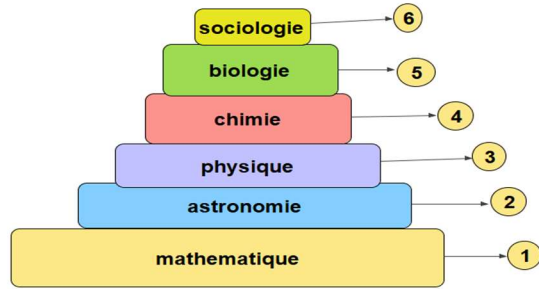 sociologie 6
biologie 5
chimie 4
physique 3
astronomie 2
mathematique 1